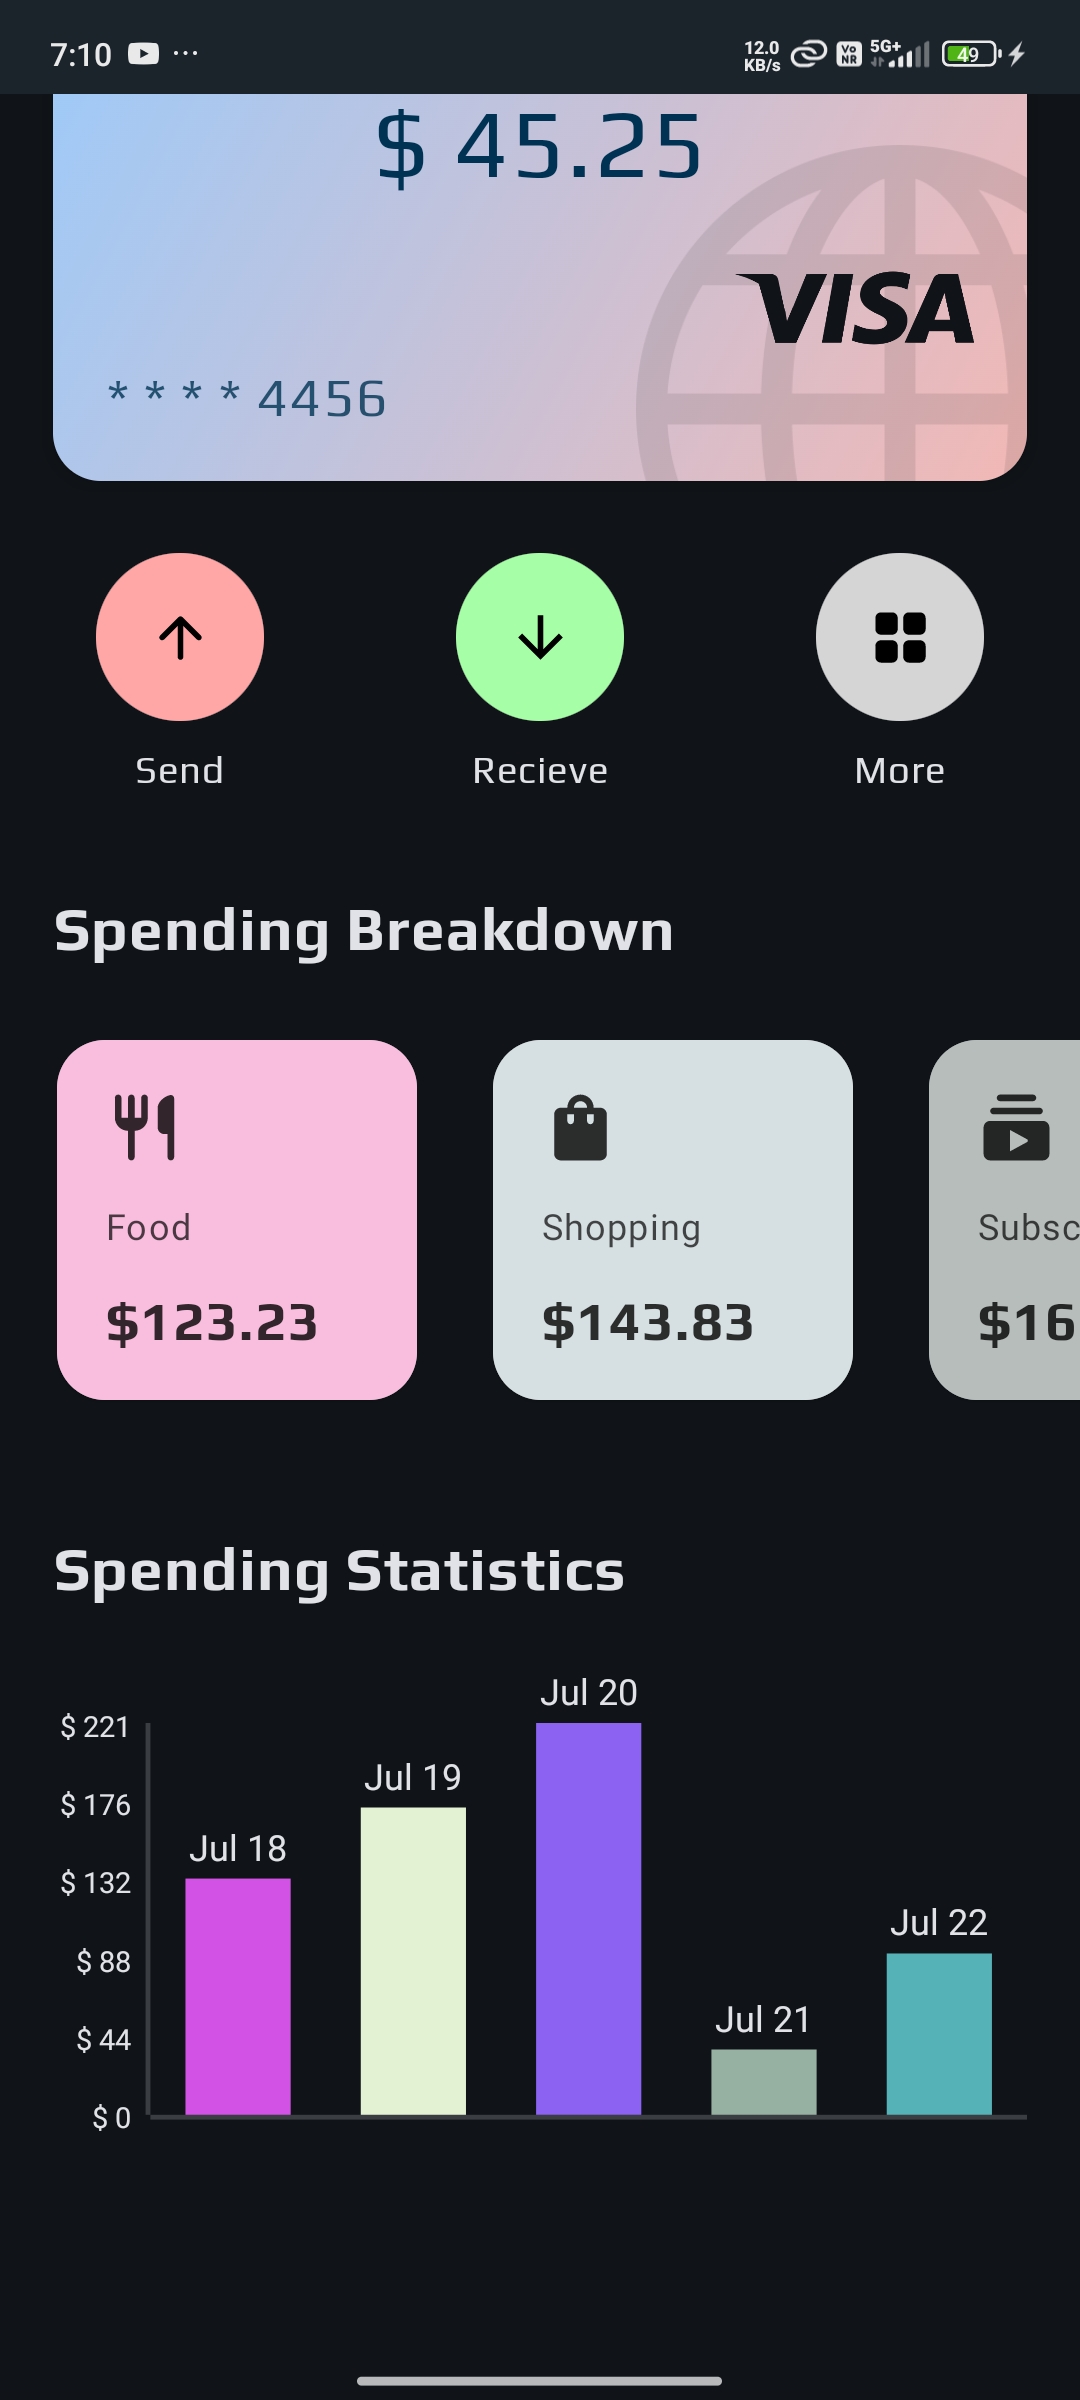 7:10 ... 12.0 KB/s Vo NR 5G+ 49
$ 45.25
VISA
* * * * 4456
Send Recieve More
Spending Breakdown
Food Shopping Subsc
$123.23 $143.83 $16
Spending Statistics
Jul 20
$ 221
Jul 19
$ 176
Jul 18
$ 132
Jul 22
$ 88
Jul 21
$ 44
$ 0